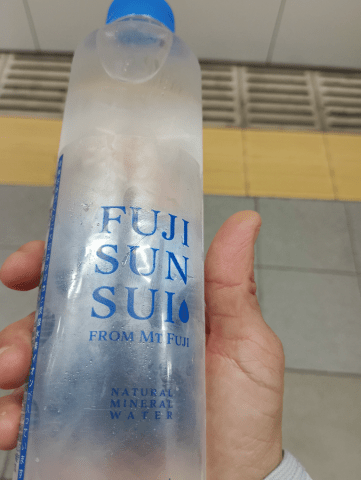 FUJI
SUN
SUI
FROM MT FUJI
NATURAL
MINERAL
WATER